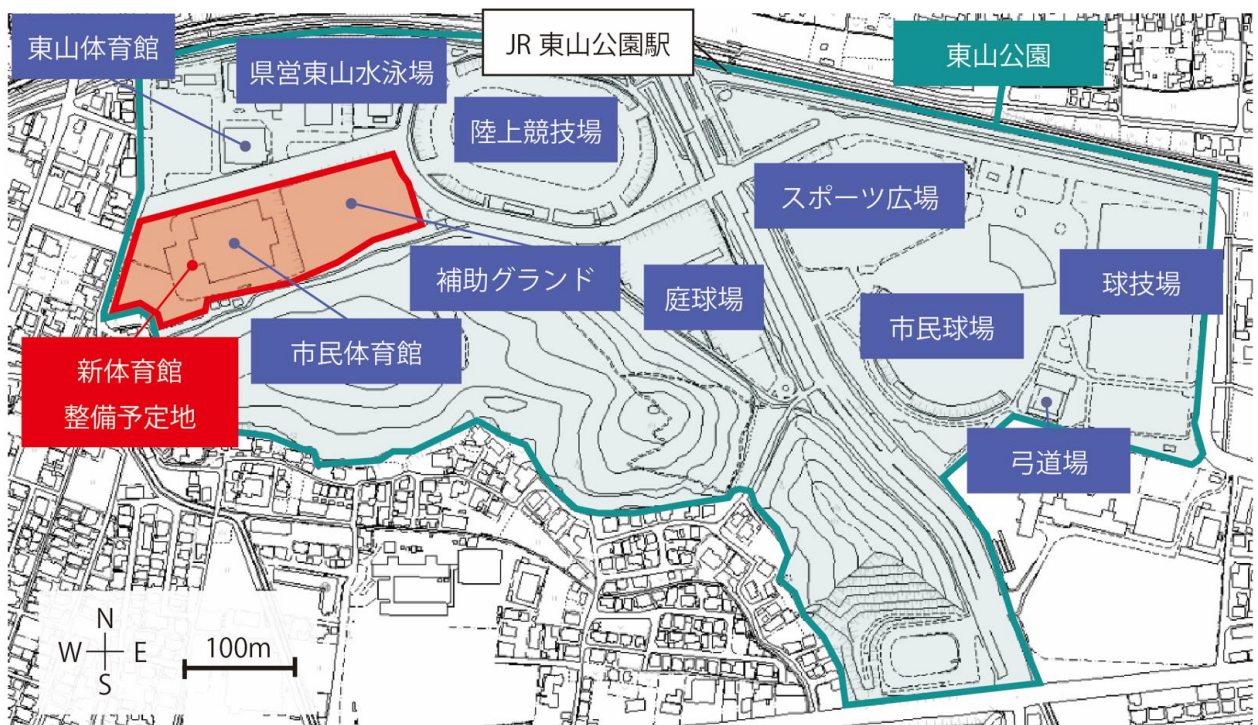 東山体育館
県営東山水泳場
JR 東山公園駅
東山公園
陸上競技場
スポーツ広場
補助グランド
庭球場
球技場
市民球場
市民体育館
新体育館
整備予定地
弓道場
N
W E
S
100m